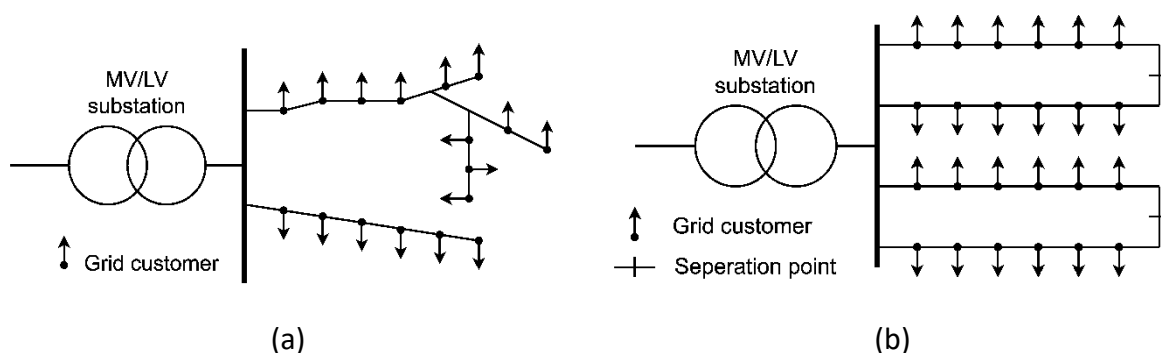 MV/LV
substation
Grid customer
(a)
MV/LV
substation
Grid customer
Seperation point
(b)